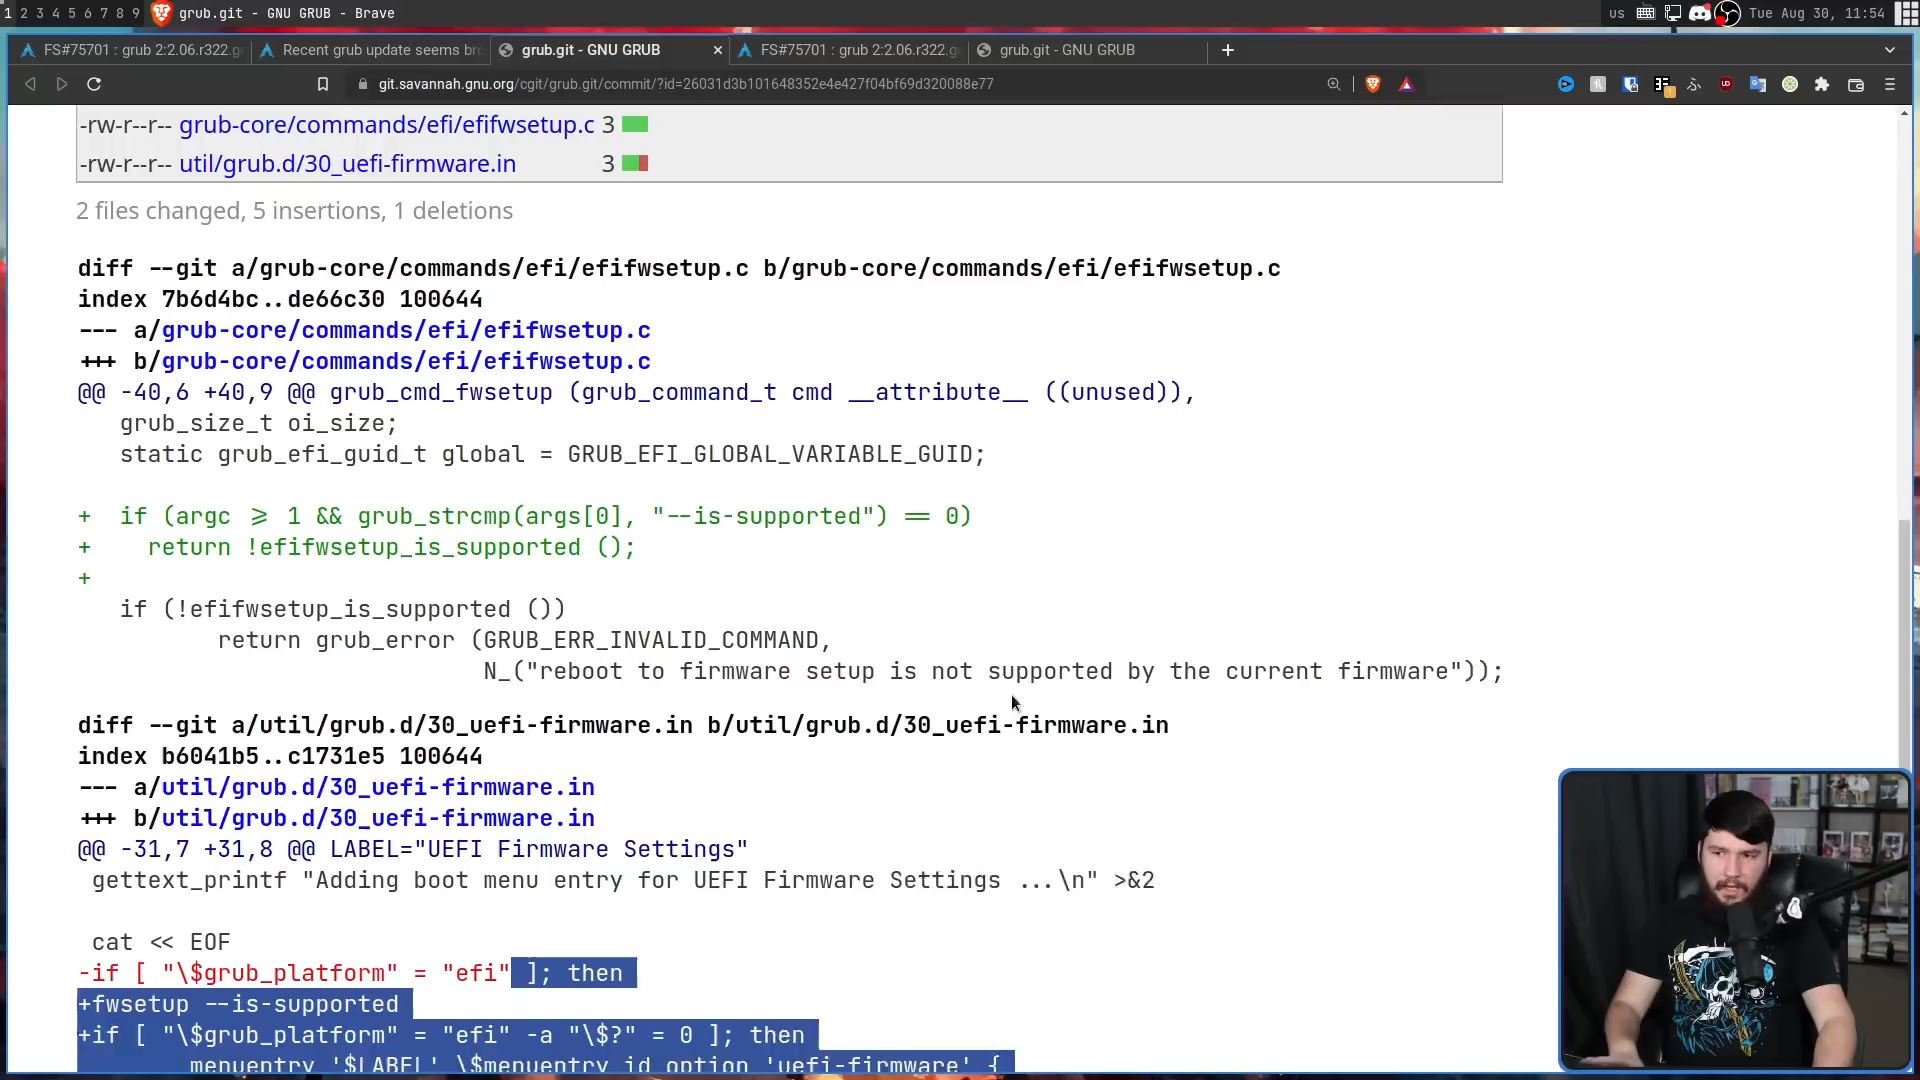 1 2 3 4 5 6 7 8 9 grub.git - GNU GRUB - Brave
us Tue Aug 30, 11:54
FS#75701 : grub 2:2.06.r322.g
Recent grub update seems bro
grub.git - GNU GRUB
FS#75701 : grub 2:2.06.r322.g
grub.git - GNU GRUB
git.savannah.gnu.org/cgit/grub.git/commit/?id=26031d3b101648352e4e427f04bf69d320088e77
-rw-r--r-- grub-core/commands/efi/efifwsetup.c 3
-rw-r--r-- util/grub.d/30_uefi-firmware.in 3
2 files changed, 5 insertions, 1 deletions
diff --git a/grub-core/commands/efi/efifwsetup.c b/grub-core/commands/efi/efifwsetup.c
index 7b6d4bc..de66c30 100644
--- a/grub-core/commands/efi/efifwsetup.c
+++ b/grub-core/commands/efi/efifwsetup.c
@@ -40,6 +40,9 @@ grub_cmd_fwsetup (grub_command_t cmd __attribute__ ((unused)),
grub_size_t oi_size;
static grub_efi_guid_t global = GRUB_EFI_GLOBAL_VARIABLE_GUID;
+ if (argc >= 1 && grub_strcmp(args[0], "--is-supported") == 0)
+ return !efifwsetup_is_supported ();
+
if (!efifwsetup_is_supported ())
return grub_error (GRUB_ERR_INVALID_COMMAND,
N_("reboot to firmware setup is not supported by the current firmware"));
diff --git a/util/grub.d/30_uefi-firmware.in b/util/grub.d/30_uefi-firmware.in
index b6041b5..c1731e5 100644
--- a/util/grub.d/30_uefi-firmware.in
+++ b/util/grub.d/30_uefi-firmware.in
@@ -31,7 +31,8 @@ LABEL="UEFI Firmware Settings"
gettext_printf "Adding boot menu entry for UEFI Firmware Settings ...\n" >&2
cat << EOF
-if [ "\$grub_platform" = "efi" ]; then
+fwsetup --is-supported
+if [ "\$grub_platform" = "efi" -a "\$?" = 0 ]; then
menuentry '$LABEL' \$menuentry_id_option 'uefi-firmware' {